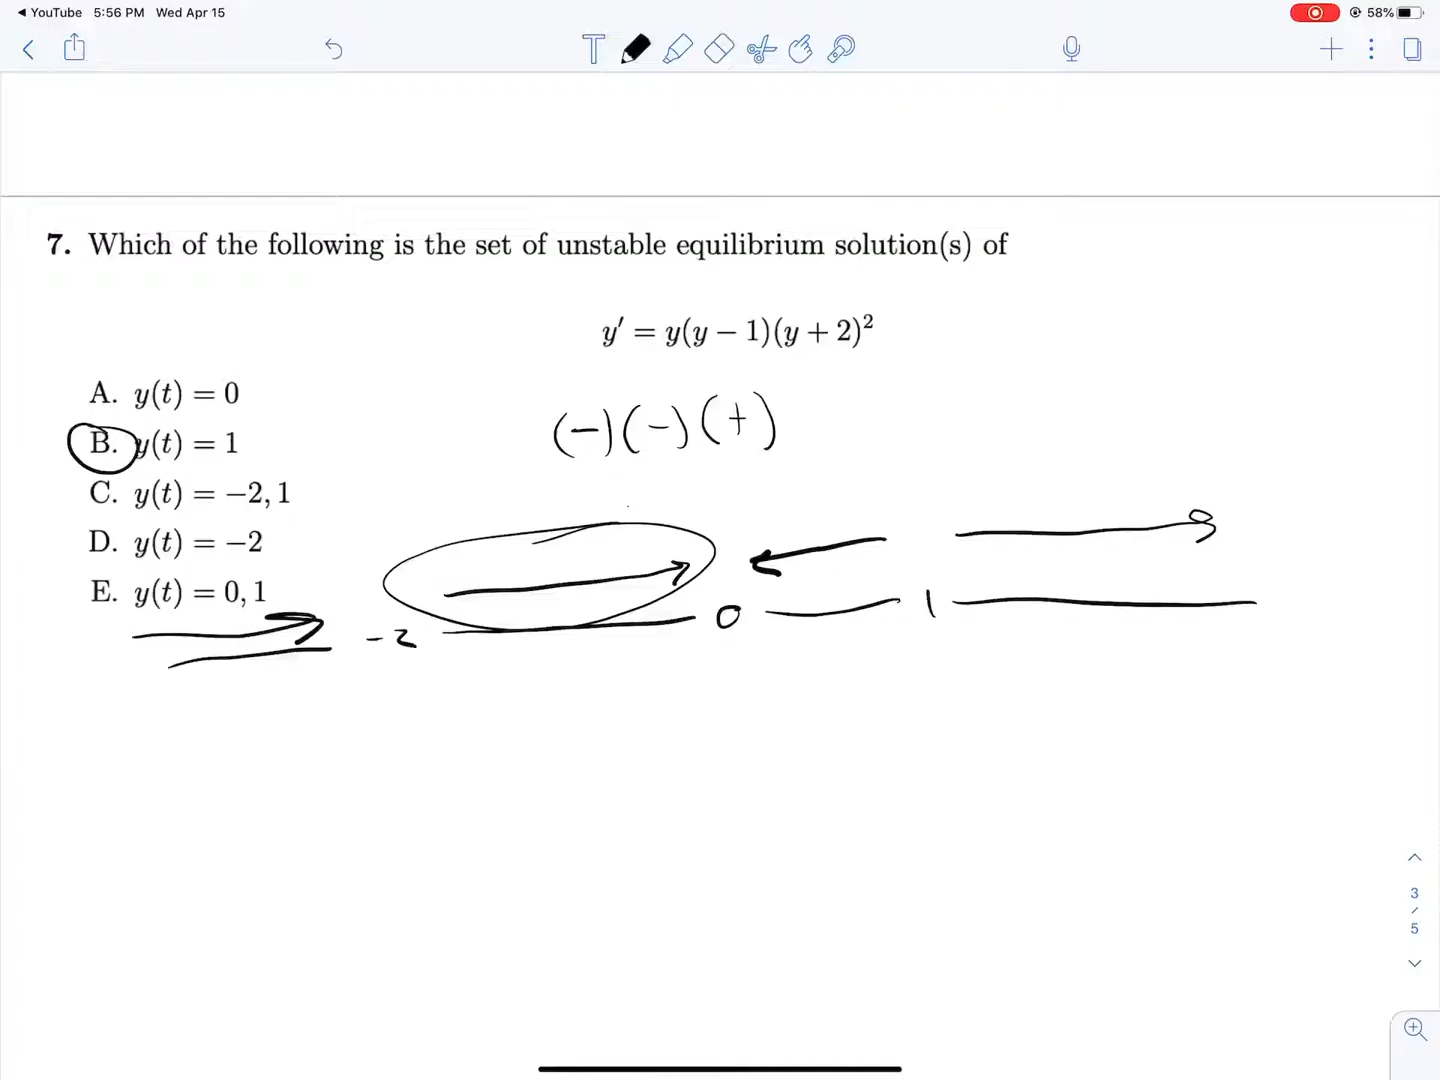 YouTube 5:56 PM Wed Apr 15 58%
7. Which of the following is the set of unstable equilibrium solution(s) of
y′ = y(y − 1)(y + 2)²
A. y(t) = 0
B. y(t) = 1
C. y(t) = −2, 1
D. y(t) = −2
E. y(t) = 0, 1
(−)(−)(+)
−2 0 1
3
/
5